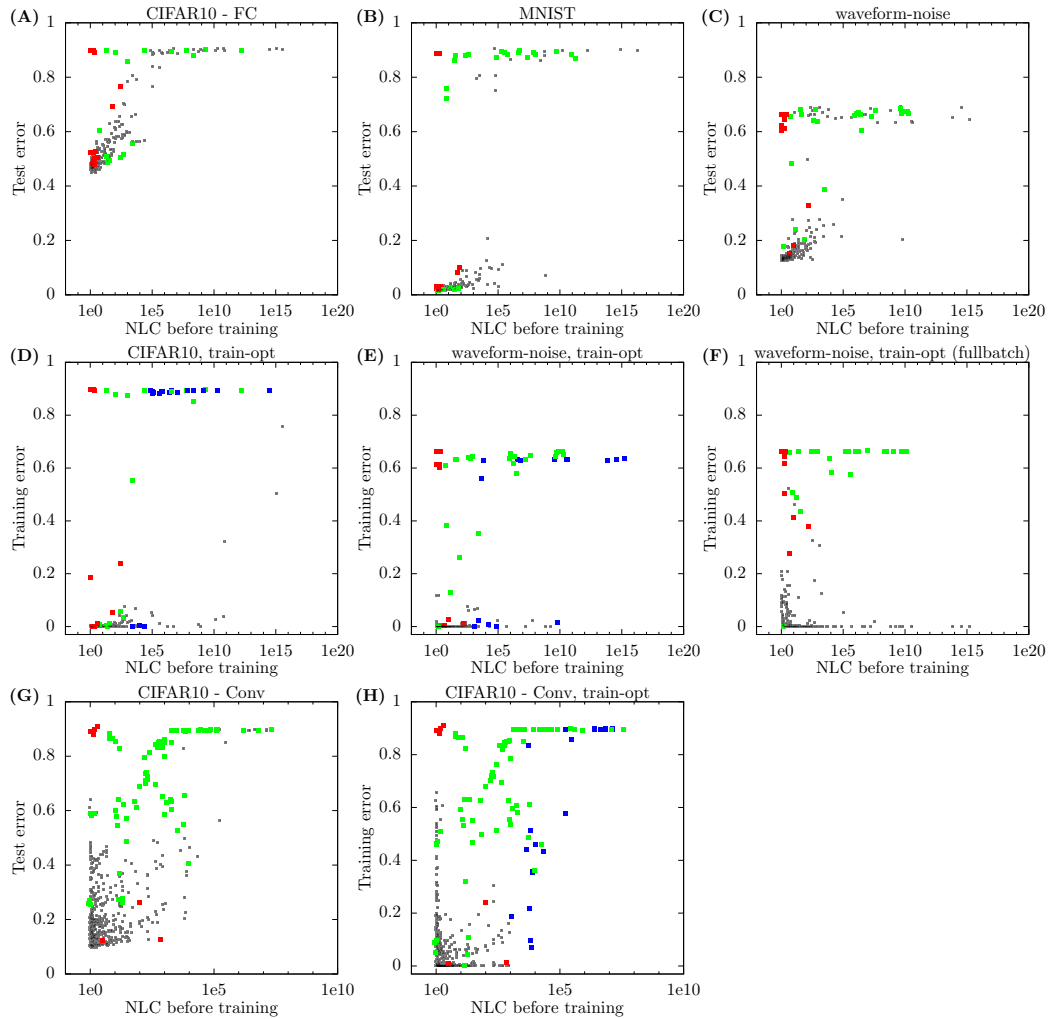 (A) CIFAR10 - FC
Test error
1
0.8
0.6
0.4
0.2
0
1e0 1e5 1e10 1e15 1e20
NLC before training
(B) MNIST
Test error
1
0.8
0.6
0.4
0.2
0
1e0 1e5 1e10 1e15 1e20
NLC before training
(C) waveform-noise
Test error
1
0.8
0.6
0.4
0.2
0
1e0 1e5 1e10 1e15 1e20
NLC before training
(D) CIFAR10, train-opt
Training error
1
0.8
0.6
0.4
0.2
0
1e0 1e5 1e10 1e15 1e20
NLC before training
(E) waveform-noise, train-opt
Training error
1
0.8
0.6
0.4
0.2
0
1e0 1e5 1e10 1e15 1e20
NLC before training
(F) waveform-noise, train-opt (fullbatch)
Training error
1
0.8
0.6
0.4
0.2
0
1e0 1e5 1e10 1e15 1e20
NLC before training
(G) CIFAR10 - Conv
Test error
1
0.8
0.6
0.4
0.2
0
1e0 1e5 1e10
NLC before training
(H) CIFAR10 - Conv, train-opt
Training error
1
0.8
0.6
0.4
0.2
0
1e0 1e5 1e10
NLC before training